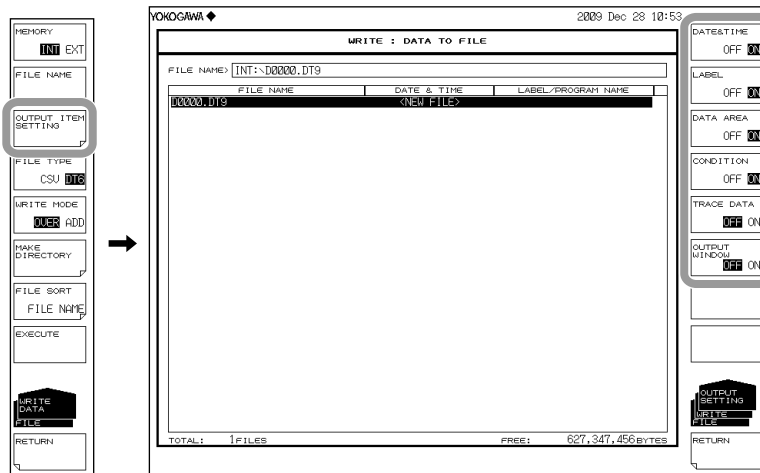 MEMORY
INT EXT
FILE NAME
OUTPUT ITEM
SETTING
FILE TYPE
CSV DT6
WRITE MODE
OVER ADD
MAKE
DIRECTORY
FILE SORT
FILE NAME
EXECUTE
WRITE
DATA
FILE
RETURN
YOKOGAWA 2009 Dec 28 10:53
WRITE : DATA TO FILE
FILE NAME> INT:\D0000.DT9
FILE NAME DATE & TIME LABEL/PROGRAM NAME
D0000.DT9 <NEW FILE>
TOTAL: 1FILES FREE: 627,347,456 BYTES
DATE&TIME
OFF ON
LABEL
OFF ON
DATA AREA
OFF ON
CONDITION
OFF ON
TRACE DATA
OFF ON
OUTPUT
WINDOW
OFF ON
OUTPUT
SETTING
WRITE
FILE
RETURN